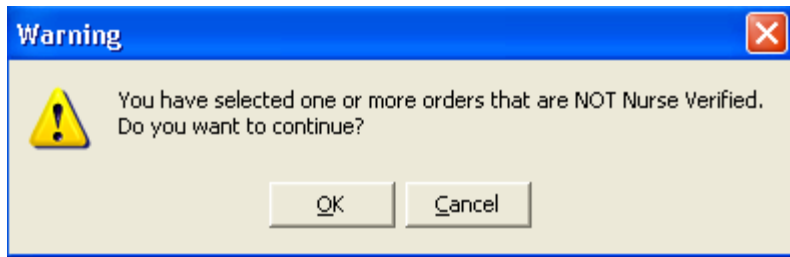 Warning
You have selected one or more orders that are NOT Nurse Verified.
Do you want to continue?
OK
Cancel